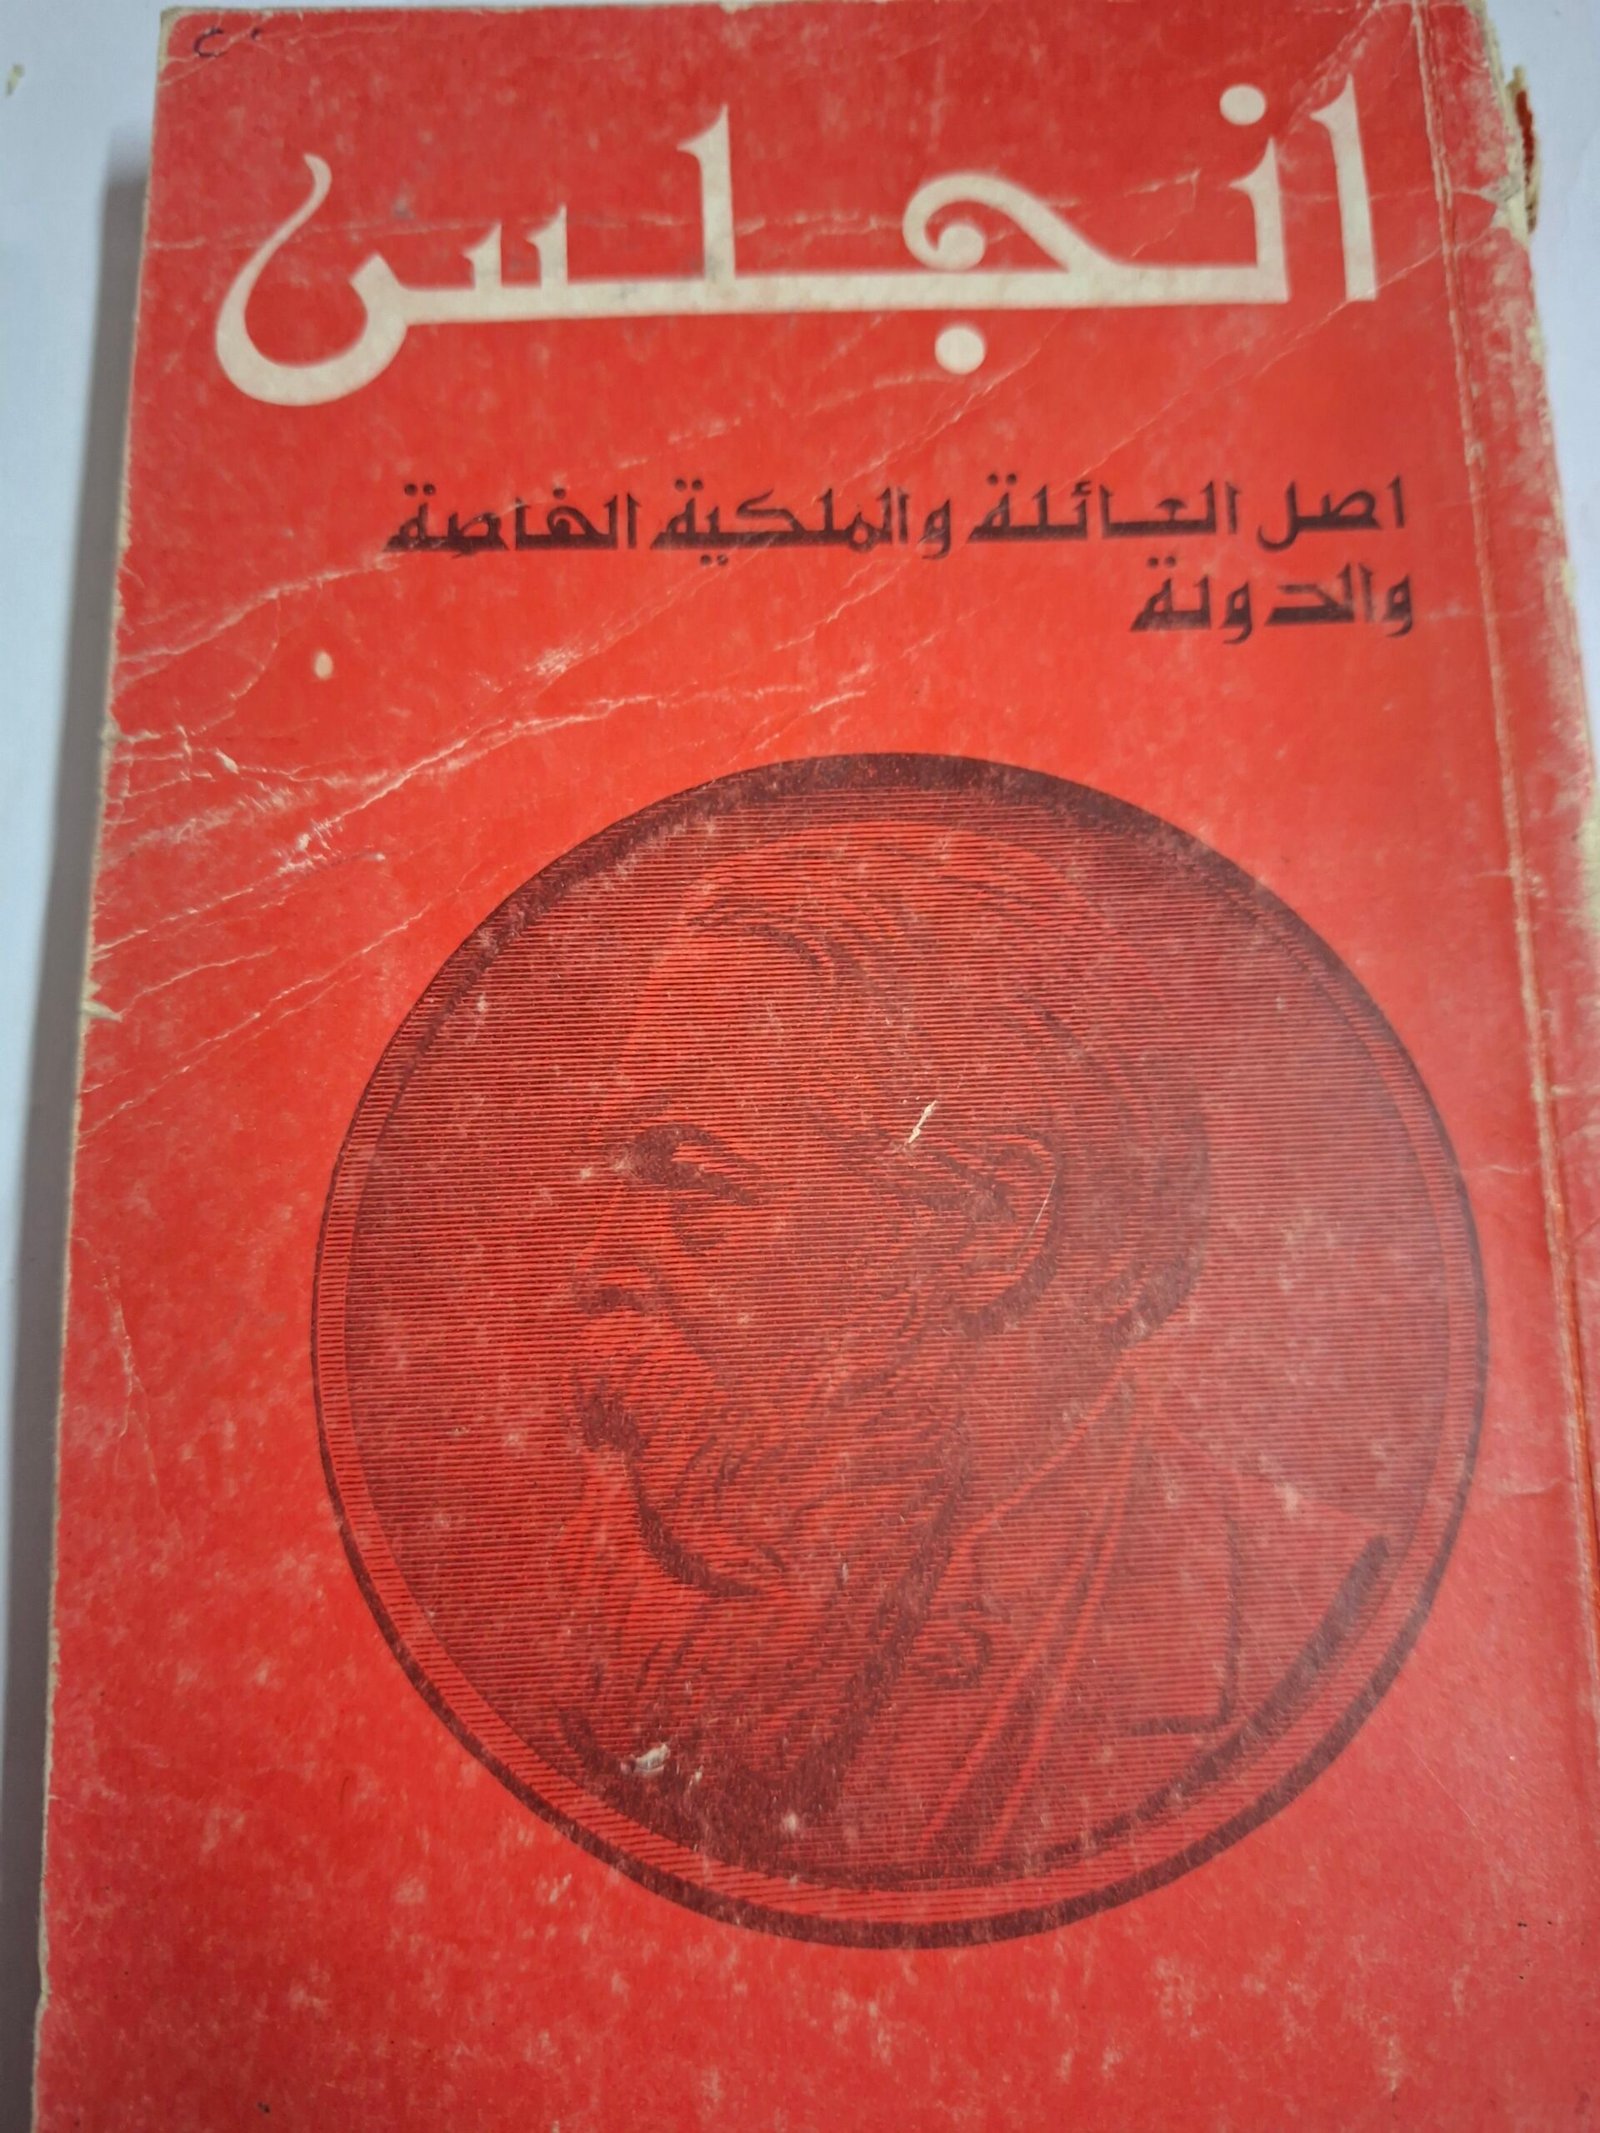 انجلس
اصل العائلة والملكية الخاصة
والدولة